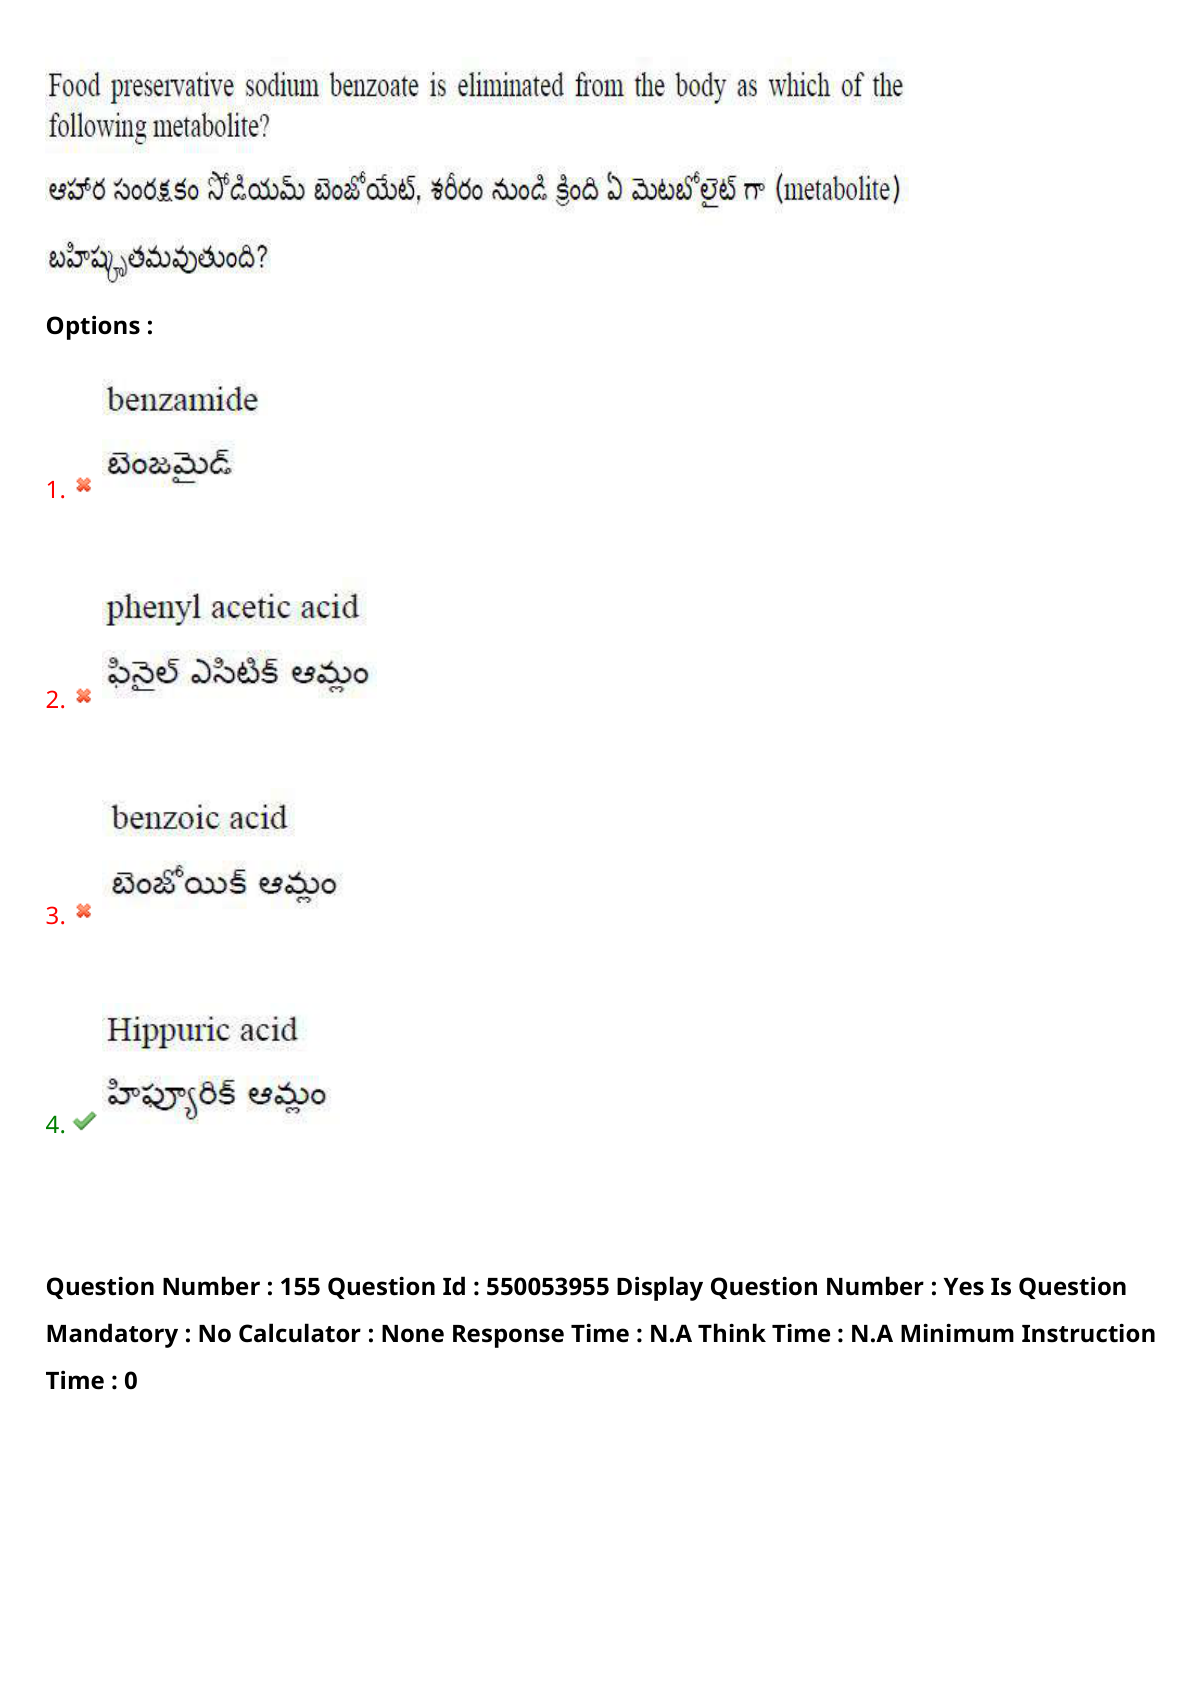 Food preservative sodium benzoate is eliminated from the body as which of the
following metabolite?
ఆహార సంరక్షకం సోడియమ్ బెంజోయేట్, శరీరం నుండి క్రింది ఏ మెటబోలైట్ గా (metabolite)
బహిష్కృతమవుతుంది?
Options :
benzamide
బెంజమైడ్
1.
phenyl acetic acid
ఫినైల్ ఎసిటిక్ ఆమ్లం
2.
benzoic acid
బెంజోయిక్ ఆమ్లం
3.
Hippuric acid
హిప్యూరిక్ ఆమ్లం
4.
Question Number : 155 Question Id : 550053955 Display Question Number : Yes Is Question
Mandatory : No Calculator : None Response Time : N.A Think Time : N.A Minimum Instruction
Time : 0